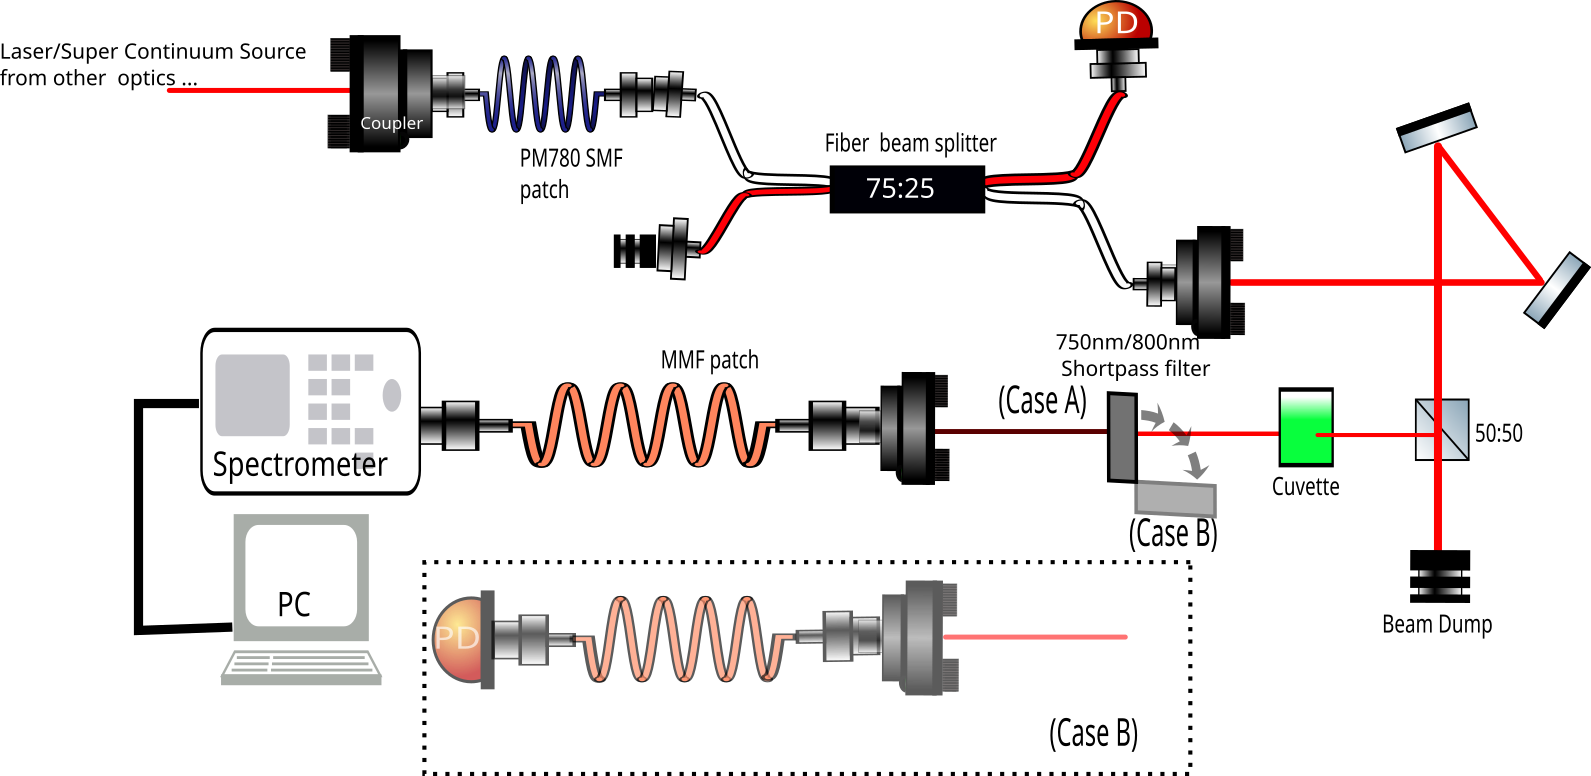 PD
Laser/Super Continuum Source
from other optics ...
Coupler
PM780 SMF
patch
Fiber beam splitter
75:25
750nm/800nm
Shortpass filter
MMF patch
(Case A)
50:50
Spectrometer
Cuvette
(Case B)
PC
PD
Beam Dump
(Case B)